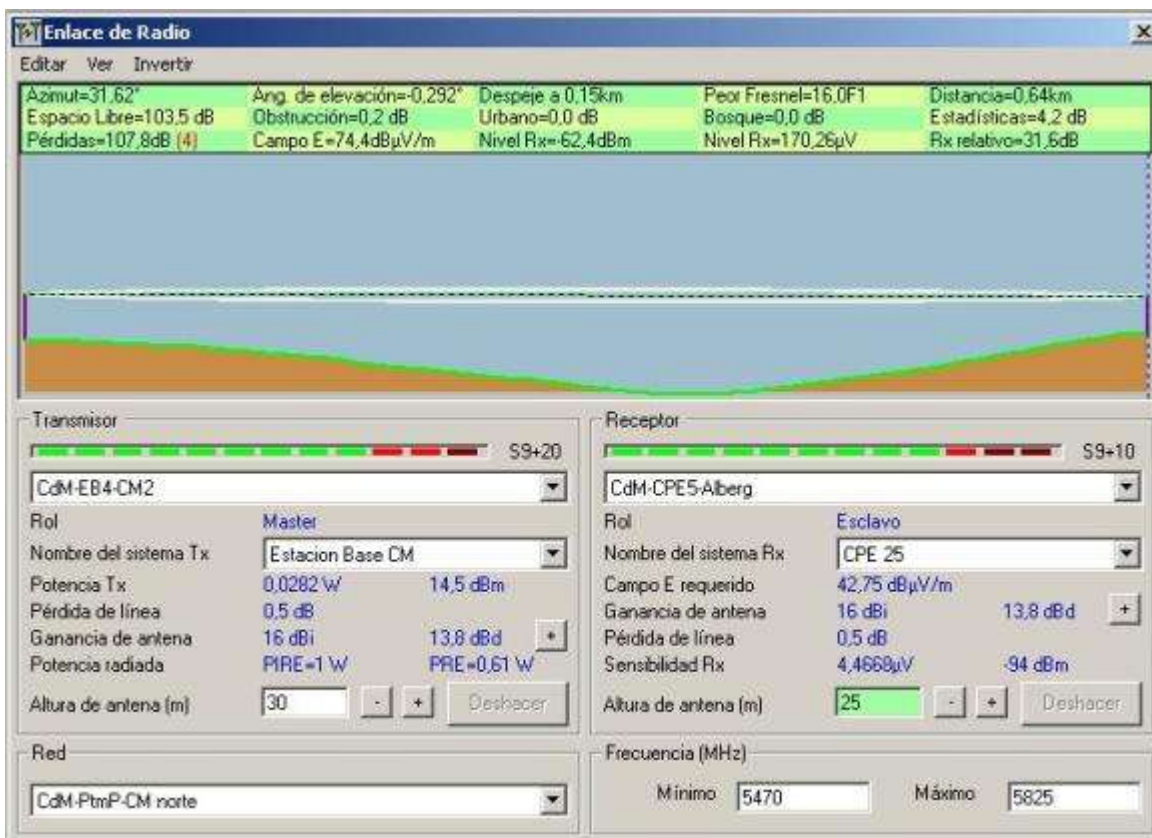 Enlace de Radio
Editar Ver Invertir
Azimut=31,62° Ang. de elevación=-0,292° Despeje a 0,15km Peor Fresnel=16,0F1 Distancia=0,64km
Espacio Libre=103,5 dB Obstrucción=0,2 dB Urbano=0,0 dB Bosque=0,0 dB Estadísticas=4,2 dB
Pérdidas=107,8dB (4) Campo E=74,4dBµV/m Nivel Rx=-62,4dBm Nivel Rx=170,26µV Rx relativo=31,6dB
Transmisor
S9+20
CdM-EB4-CM2
Rol Master
Nombre del sistema Tx Estacion Base CM
Potencia Tx 0,0282 W 14,5 dBm
Pérdida de línea 0,5 dB
Ganancia de antena 16 dBi 13,8 dBd +
Potencia radiada PIRE=1 W PRE=0,61 W
Altura de antena (m) 30 - + Deshacer
Red
CdM-PtmP-CM norte
Receptor
S9+10
CdM-CPE5-Alberg
Rol Esclavo
Nombre del sistema Rx CPE 25
Campo E requerido 42,75 dBµV/m
Ganancia de antena 16 dBi 13,8 dBd +
Pérdida de línea 0,5 dB
Sensibilidad Rx 4,4668µV -94 dBm
Altura de antena (m) 25 - + Deshacer
Frecuencia (MHz)
Mínimo 5470 Máximo 5825